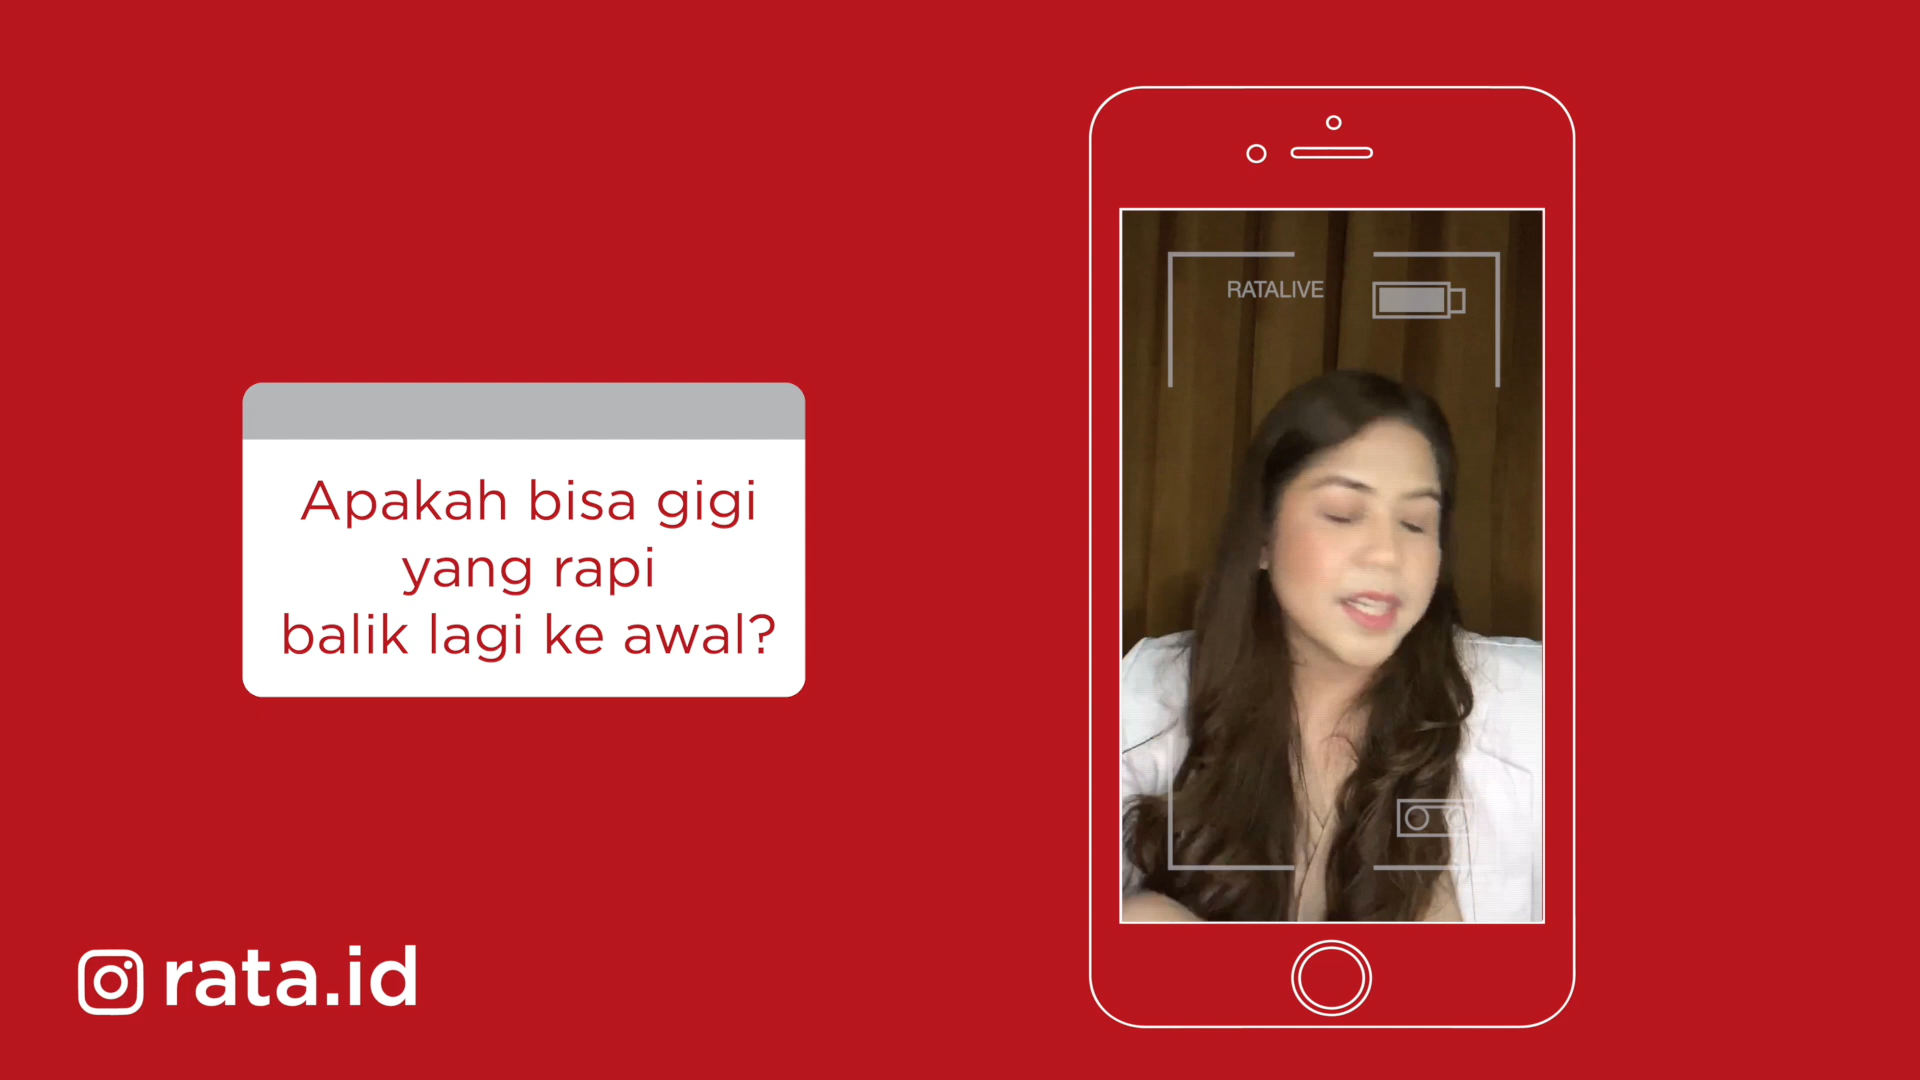 RATALIVE
Apakah bisa gigi
yang rapi
balik lagi ke awal?
rata.id